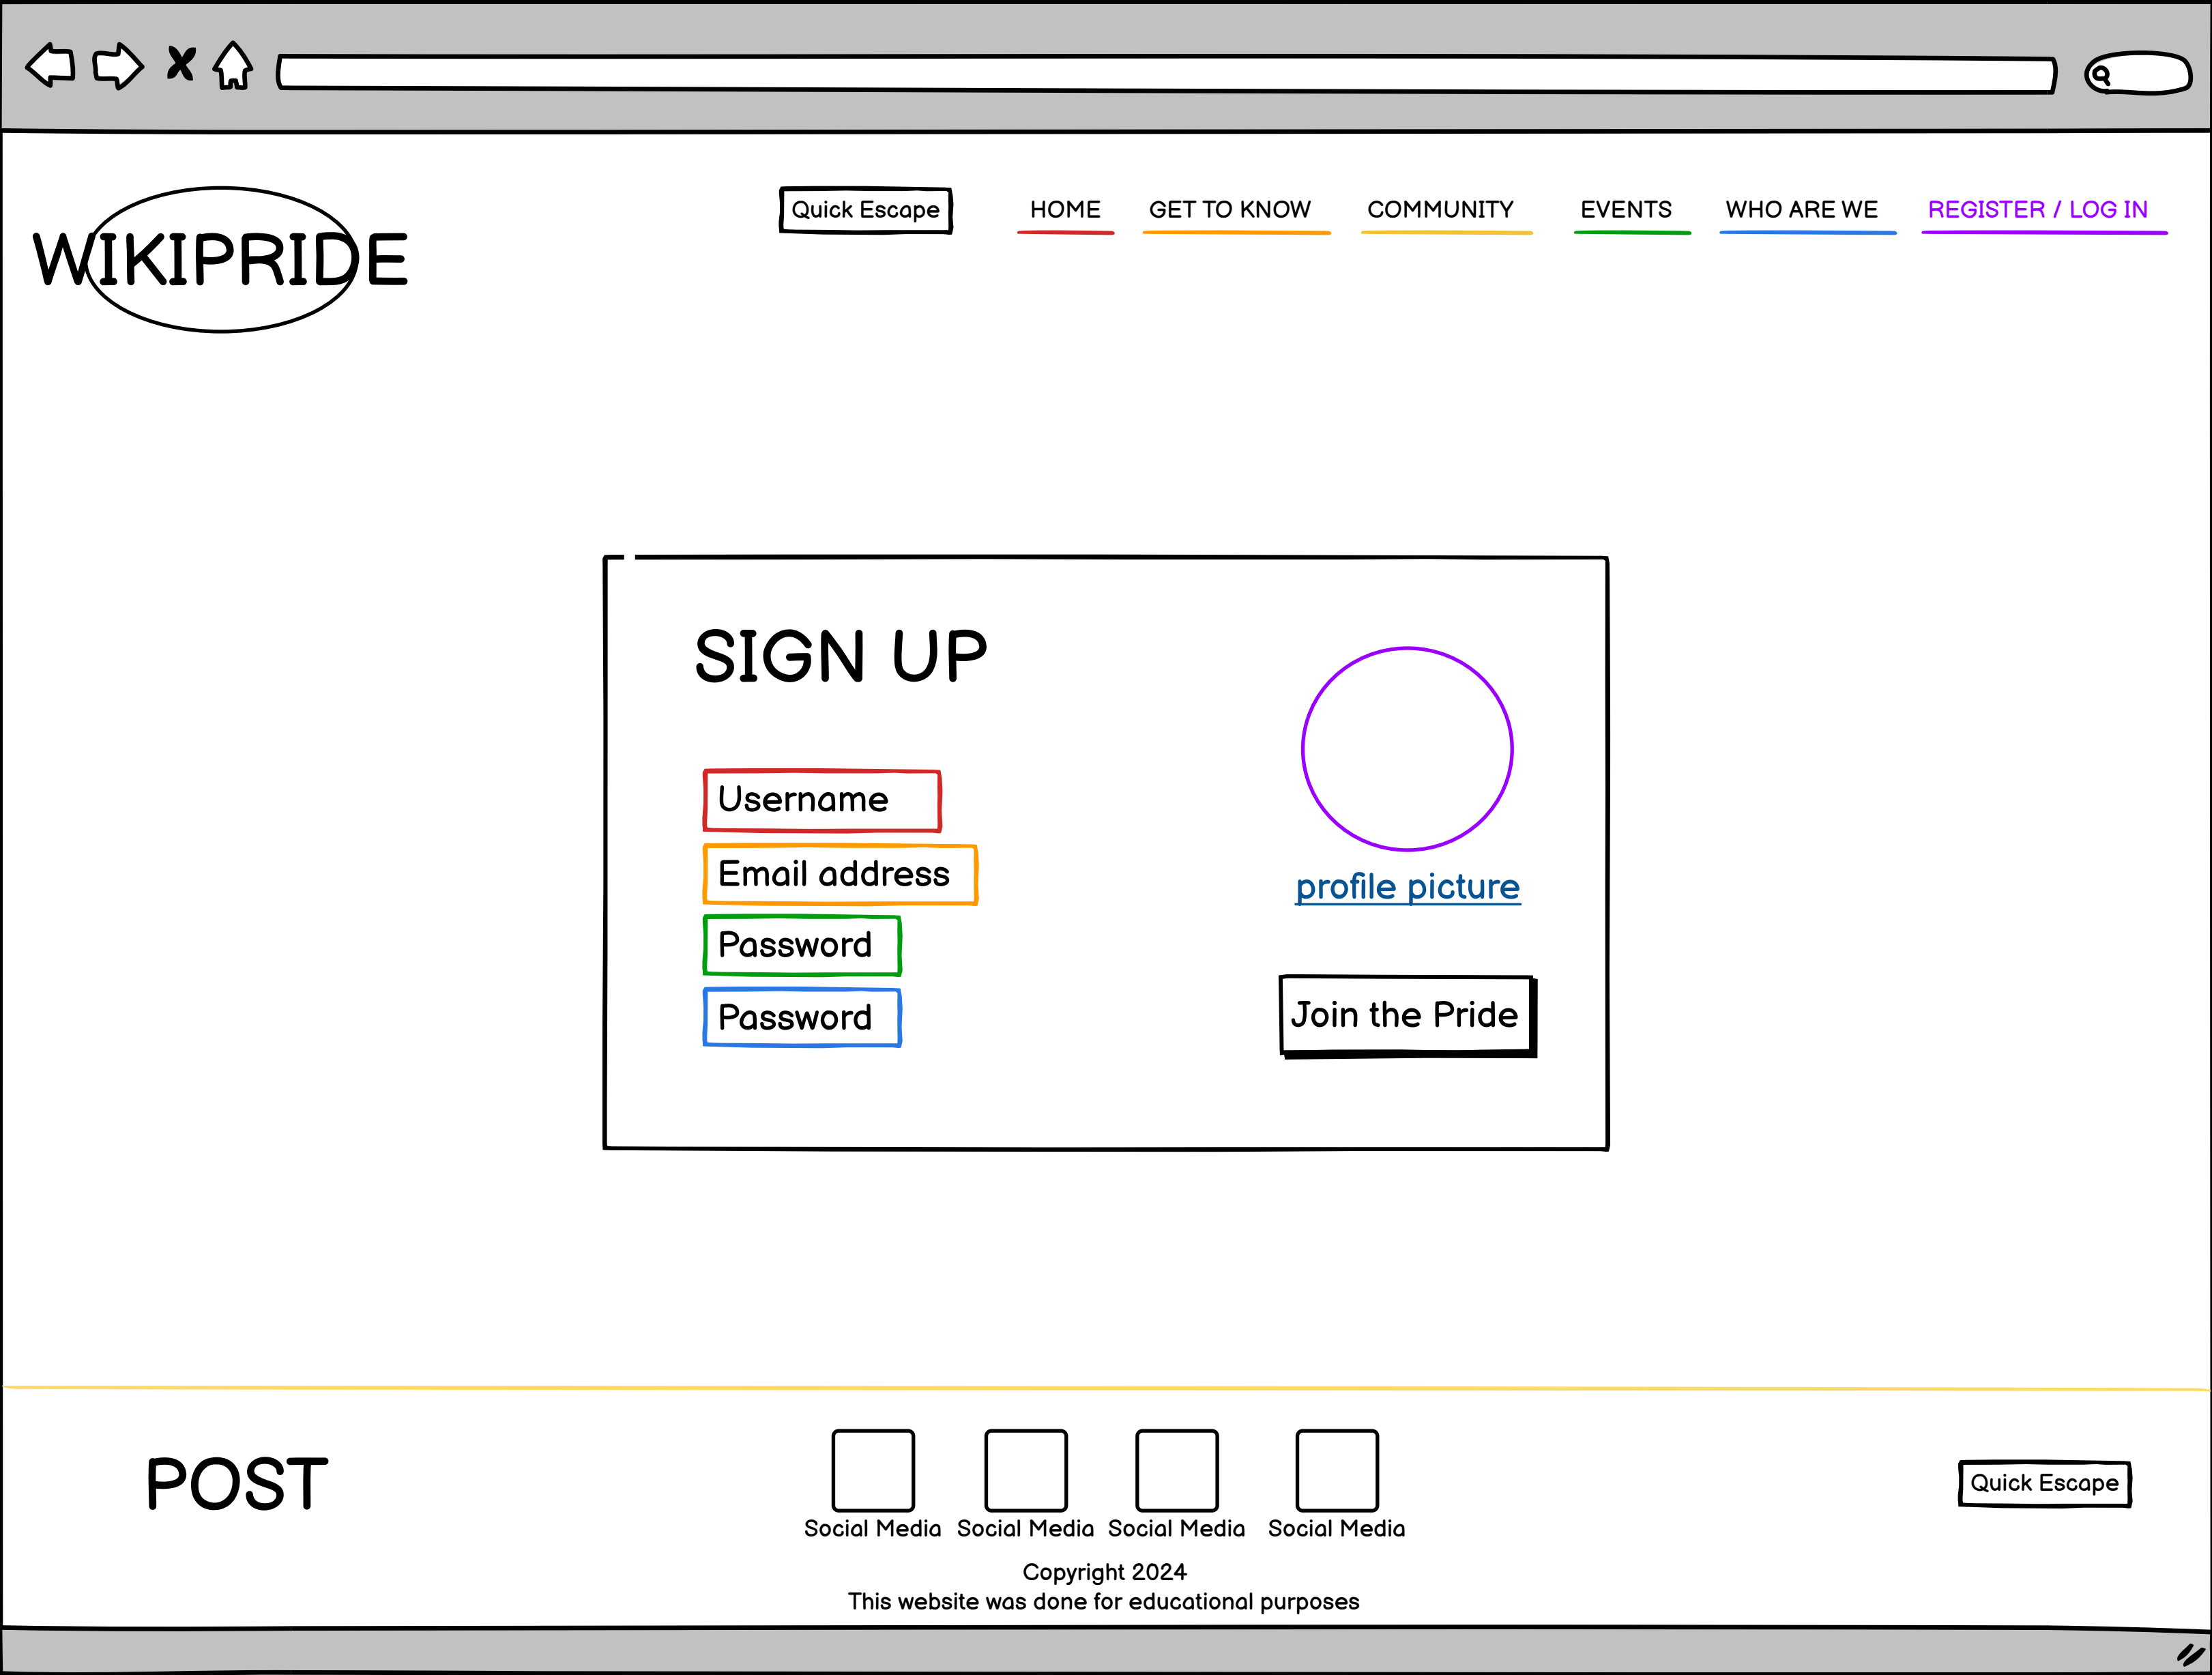 WIKIPRIDE
Quick Escape HOME GET TO KNOW COMMUNITY EVENTS WHO ARE WE REGISTER / LOG IN
SIGN UP
Username
Email address
Password
Password
profile picture
Join the Pride
POST
Social Media Social Media Social Media Social Media
Quick Escape
Copyright 2024
This website was done for educational purposes